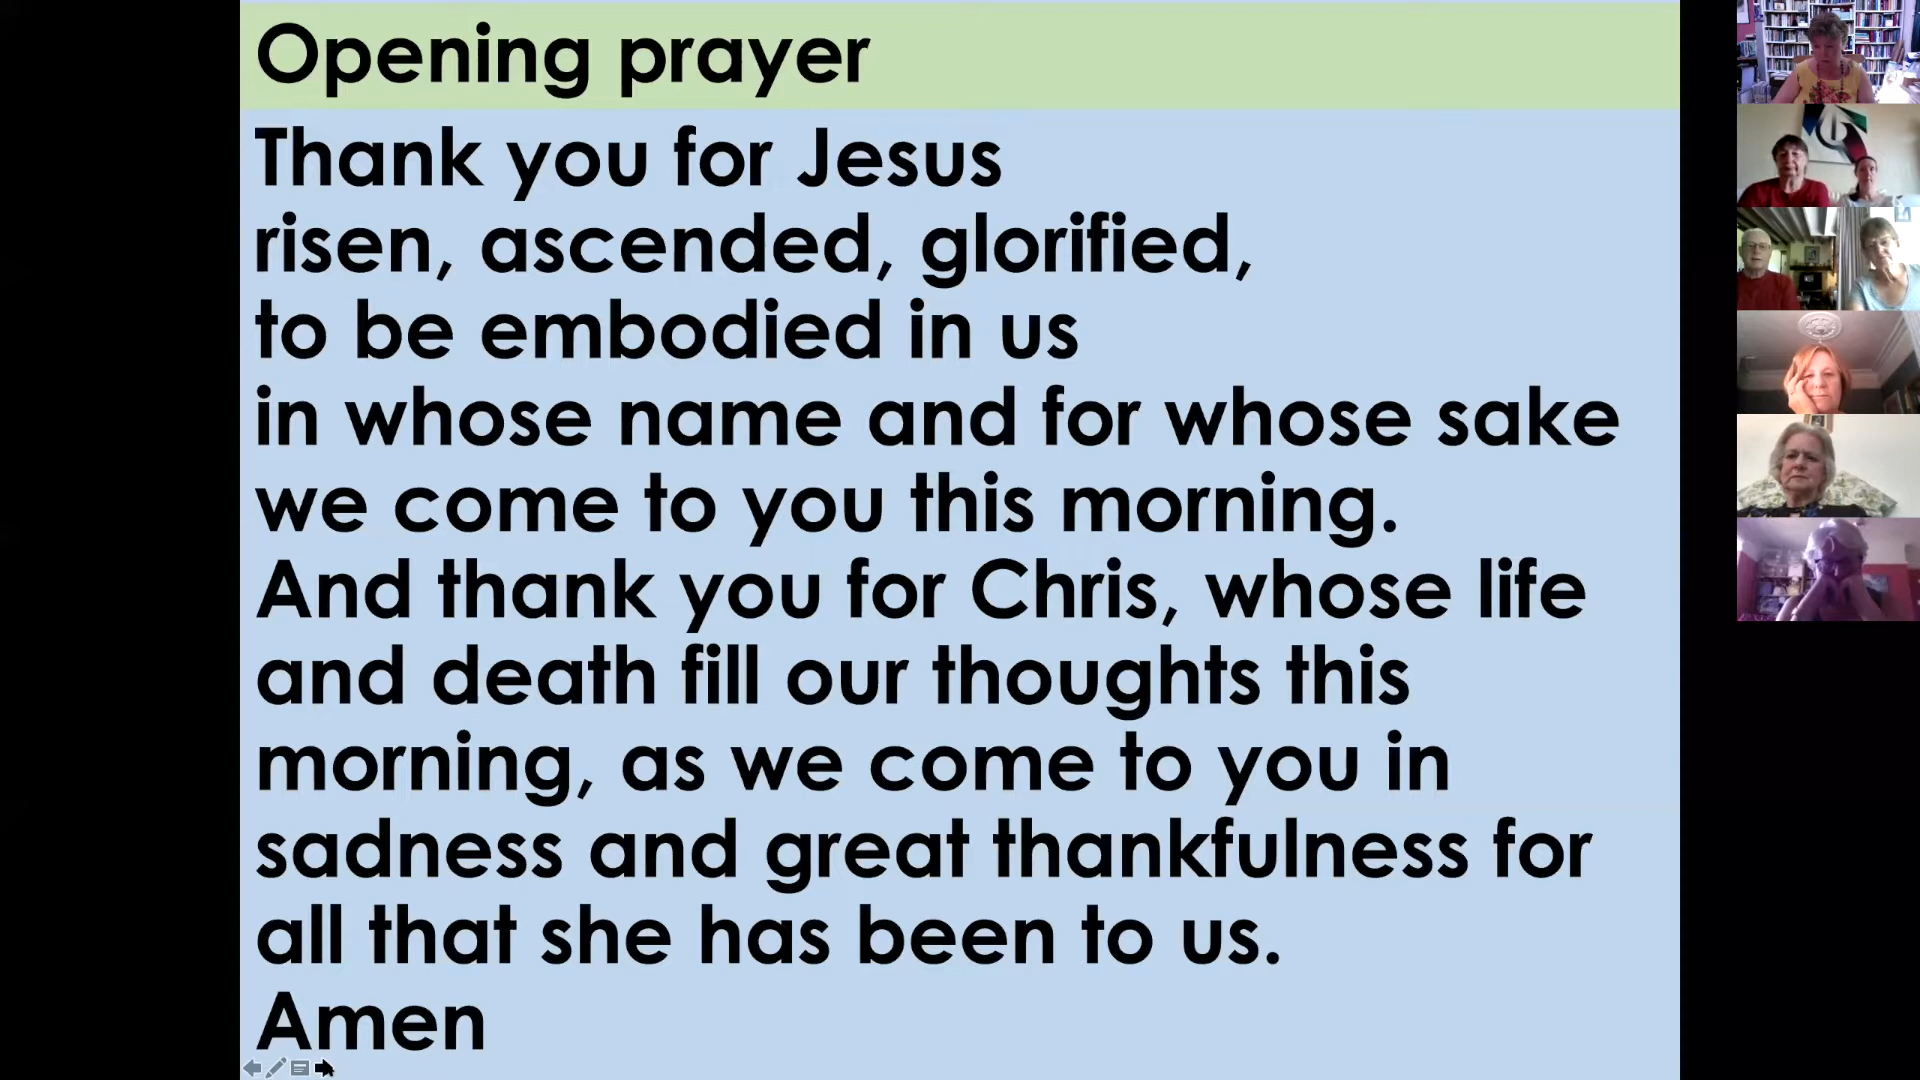 Opening prayer
Thank you for Jesus
risen, ascended, glorified,
to be embodied in us
in whose name and for whose sake
we come to you this morning.
And thank you for Chris, whose life
and death fill our thoughts this
morning, as we come to you in
sadness and great thankfulness for
all that she has been to us.
Amen